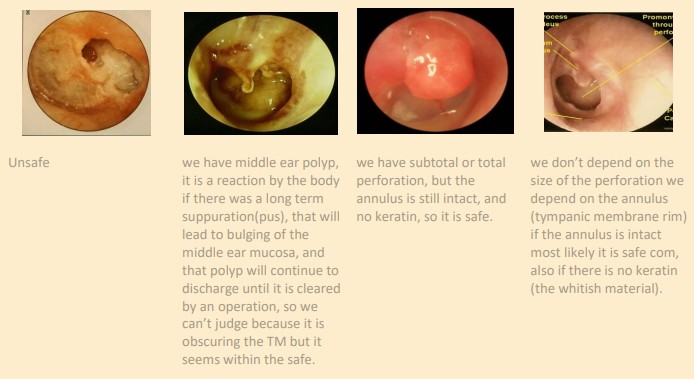 8
rocess
eus
m
us
Promon
throu
perfo
P
Ca
Unsafe
we have middle ear polyp,
it is a reaction by the body
if there was a long term
suppuration(pus), that will
lead to bulging of the
middle ear mucosa, and
that polyp will continue to
discharge until it is cleared
by an operation, so we
can't judge because it is
obscuring the TM but it
seems within the safe.
we have subtotal or total
perforation, but the
annulus is still intact, and
no keratin, so it is safe.
we don't depend on the
size of the perforation we
depend on the annulus
(tympanic membrane rim)
if the annulus is intact
most likely it is safe com,
also if there is no keratin
(the whitish material).